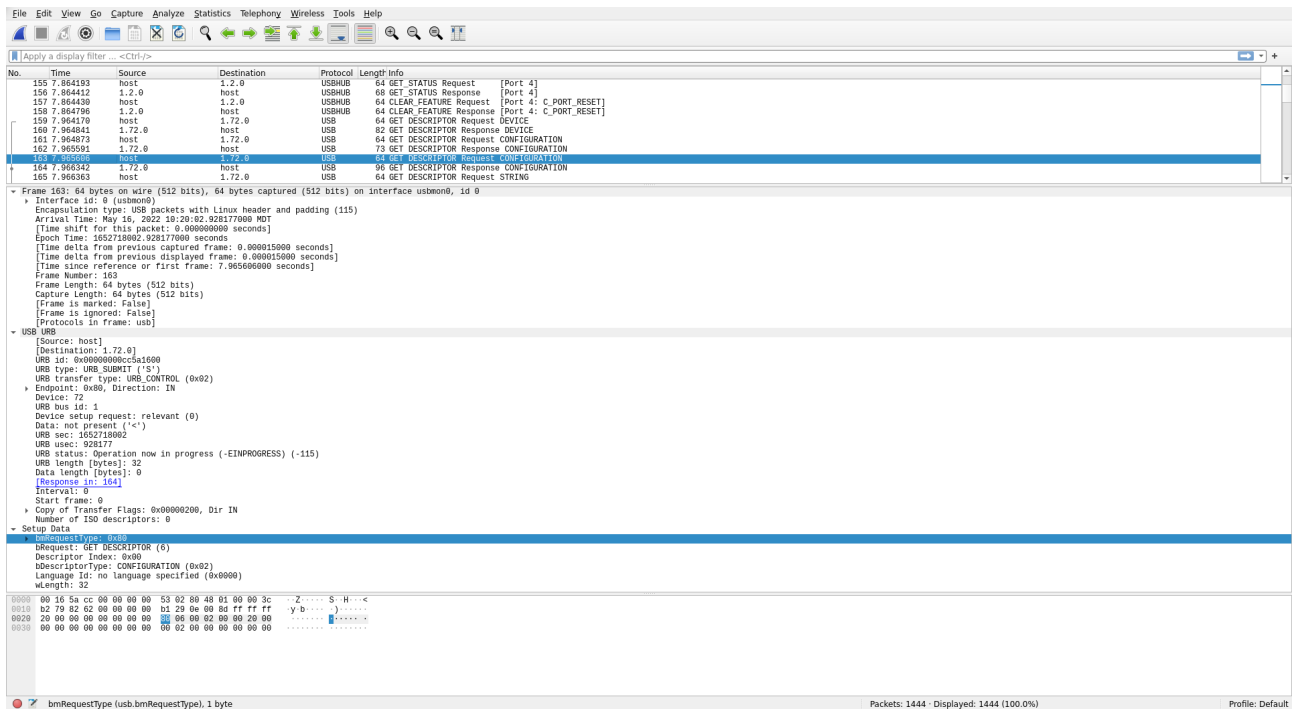 File Edit View Go Capture Analyze Statistics Telephony Wireless Tools Help
Apply a display filter ... <Ctrl-/>
No. Time Source Destination Protocol Length Info
155 7.864193 host 1.2.0 USBHUB 64 GET_STATUS Request [Port 4]
156 7.864412 1.2.0 host USBHUB 68 GET_STATUS Response [Port 4]
157 7.864430 host 1.2.0 USBHUB 64 CLEAR_FEATURE Request [Port 4: C_PORT_RESET]
158 7.864796 1.2.0 host USBHUB 64 CLEAR_FEATURE Response [Port 4: C_PORT_RESET]
159 7.964170 host 1.72.0 USB 64 GET DESCRIPTOR Request DEVICE
160 7.964841 1.72.0 host USB 82 GET DESCRIPTOR Response DEVICE
161 7.964873 host 1.72.0 USB 64 GET DESCRIPTOR Request CONFIGURATION
162 7.965591 1.72.0 host USB 73 GET DESCRIPTOR Response CONFIGURATION
163 7.965606 host 1.72.0 USB 64 GET DESCRIPTOR Request CONFIGURATION
164 7.966342 1.72.0 host USB 96 GET DESCRIPTOR Response CONFIGURATION
165 7.966363 host 1.72.0 USB 64 GET DESCRIPTOR Request STRING
Frame 163: 64 bytes on wire (512 bits), 64 bytes captured (512 bits) on interface usbmon0, id 0
Interface id: 0 (usbmon0)
Encapsulation type: USB packets with Linux header and padding (115)
Arrival Time: May 16, 2022 10:20:02.928177000 MDT
[Time shift for this packet: 0.000000000 seconds]
Epoch Time: 1652718002.928177000 seconds
[Time delta from previous captured frame: 0.000015000 seconds]
[Time delta from previous displayed frame: 0.000015000 seconds]
[Time since reference or first frame: 7.965606000 seconds]
Frame Number: 163
Frame Length: 64 bytes (512 bits)
Capture Length: 64 bytes (512 bits)
[Frame is marked: False]
[Frame is ignored: False]
[Protocols in frame: usb]
USB URB
[Source: host]
[Destination: 1.72.0]
URB id: 0x00000000cc5a1600
URB type: URB_SUBMIT ('S')
URB transfer type: URB_CONTROL (0x02)
Endpoint: 0x80, Direction: IN
Device: 72
URB bus id: 1
Device setup request: relevant (0)
Data: not present ('<')
URB sec: 1652718002
URB usec: 928177
URB status: Operation now in progress (-EINPROGRESS) (-115)
URB length [bytes]: 32
Data length [bytes]: 0
[Response in: 164]
Interval: 0
Start frame: 0
Copy of Transfer Flags: 0x00000200, Dir IN
Number of ISO descriptors: 0
Setup Data
bmRequestType: 0x80
bRequest: GET DESCRIPTOR (6)
Descriptor Index: 0x00
bDescriptorType: CONFIGURATION (0x02)
Language Id: no language specified (0x0000)
wLength: 32
0000 00 16 5a cc 00 00 00 00 53 02 80 48 01 00 00 3c ··Z····· S··H···<
0010 b2 79 82 62 00 00 00 00 b1 29 0e 00 8d ff ff ff ·y·b···· ·)······
0020 20 00 00 00 00 00 00 00 80 06 00 02 00 00 20 00 ······· ······ ·
0030 00 00 00 00 00 00 00 00 00 02 00 00 00 00 00 00 ········ ········
bmRequestType (usb.bmRequestType), 1 byte Packets: 1444 · Displayed: 1444 (100.0%) Profile: Default